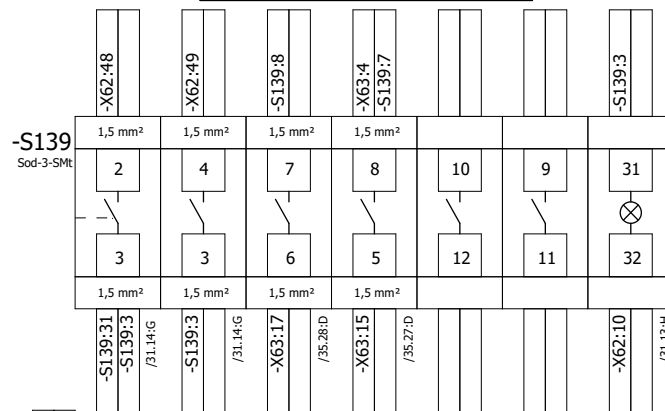 -X62:48
-X62:49
-S139:8
-X63:4
-S139:7
-S139:3
-S139
Sod-3-SMt
1,5 mm² 1,5 mm² 1,5 mm² 1,5 mm²
2 4 7 8 10 9 31
3 3 6 5 12 11 32
1,5 mm² 1,5 mm² 1,5 mm² 1,5 mm²
-S139:31
-S139:3
/31.14:G
-S139:3
/31.14:G
-X63:17
/35.28:D
-X63:15
/35.27:D
-X62:10
/31.13:H